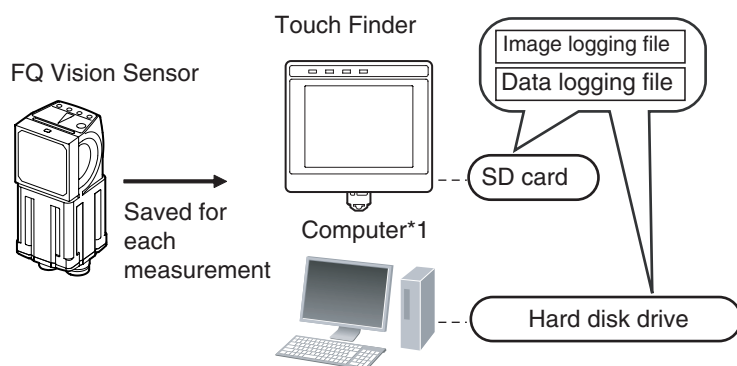 Touch Finder
Image logging file
Data logging file
FQ Vision Sensor
SD card
Saved for
each
measurement
Computer*1
Hard disk drive